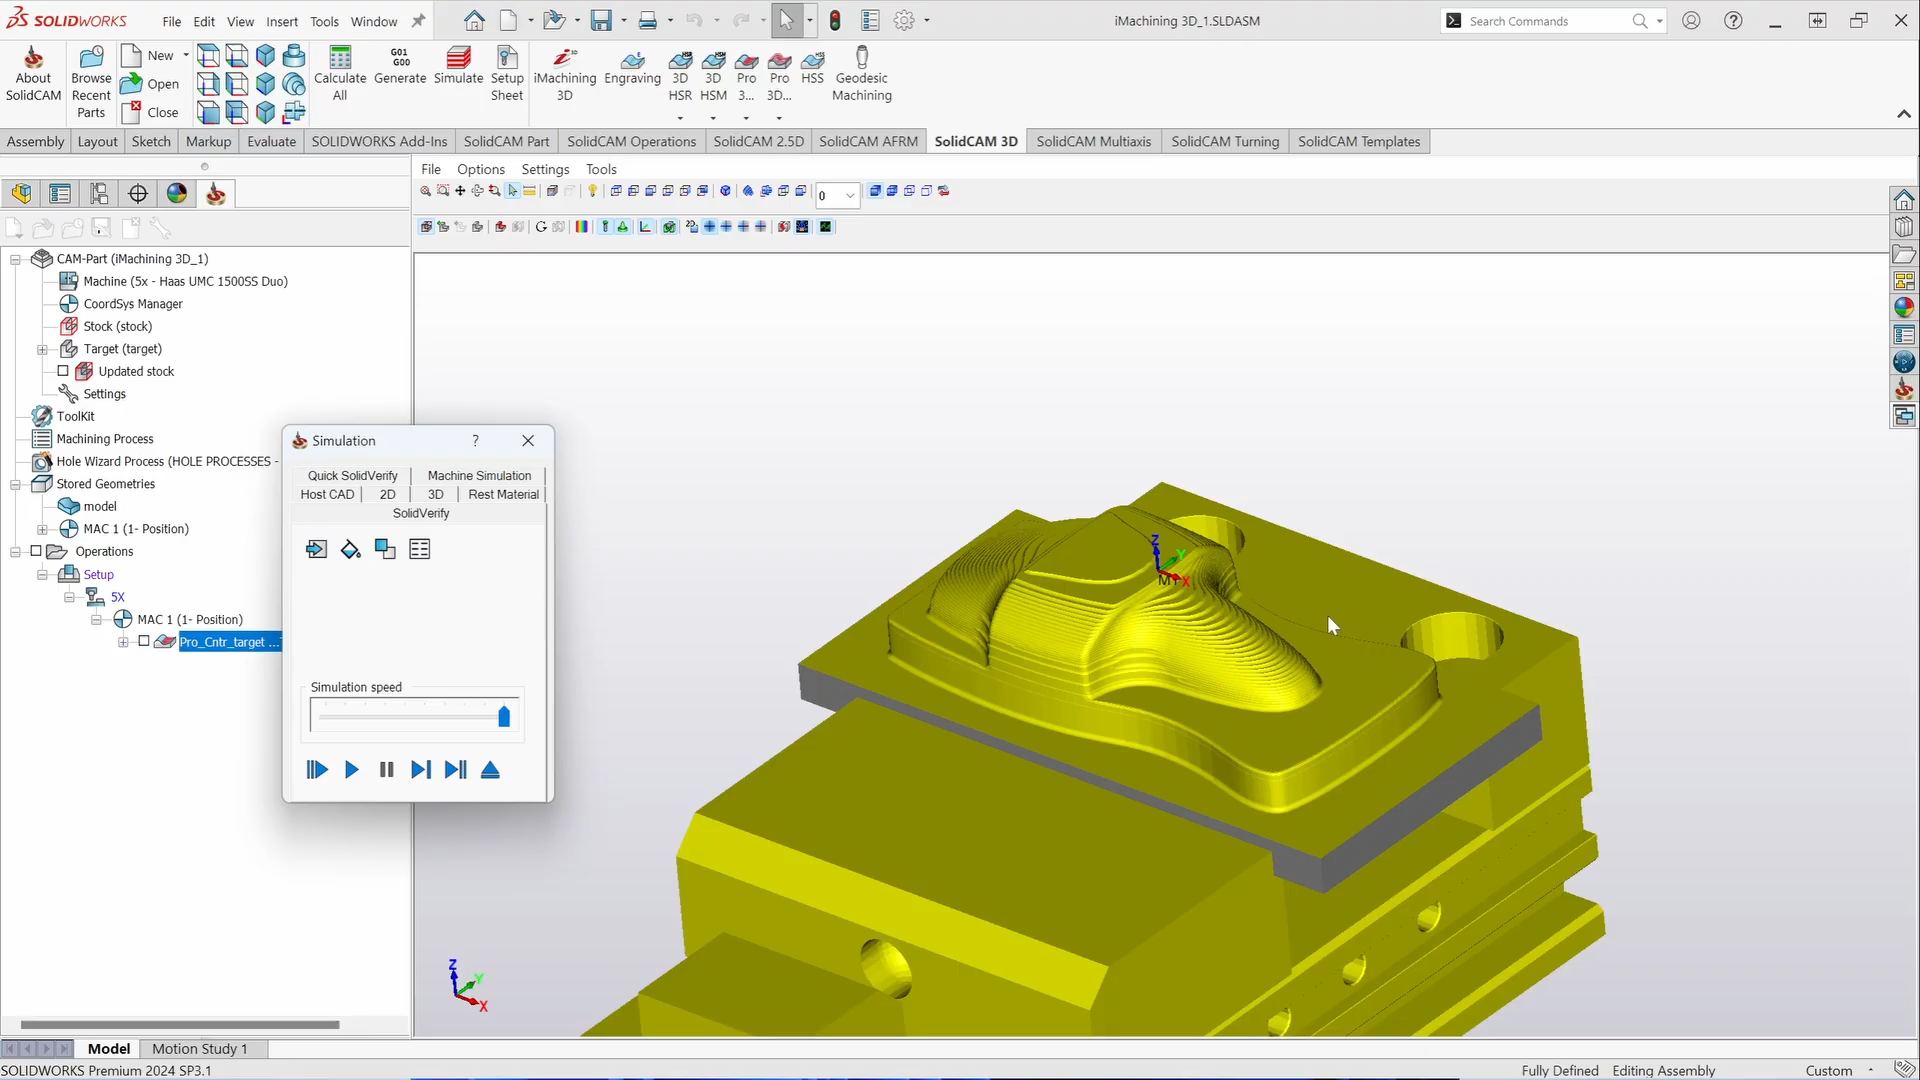 SOLIDWORKS
File Edit View Insert Tools Window
iMachining 3D_1.SLDASM
Search Commands
About SolidCAM
Browse Recent Parts
New
Open
Close
Calculate All
Generate
G01
G00
Simulate
Setup Sheet
iMachining 3D
Engraving
3D HSR
3D HSM
Pro 3...
Pro 3D...
HSS
Geodesic Machining
Assembly Layout Sketch Markup Evaluate SOLIDWORKS Add-Ins SolidCAM Part SolidCAM Operations SolidCAM 2.5D SolidCAM AFRM SolidCAM 3D SolidCAM Multiaxis SolidCAM Turning SolidCAM Templates
File Options Settings Tools
0
CAM-Part (iMachining 3D_1)
Machine (5x - Haas UMC 1500SS Duo)
CoordSys Manager
Stock (stock)
Target (target)
Updated stock
Settings
ToolKit
Machining Process
Hole Wizard Process (HOLE PROCESSES -
Stored Geometries
model
MAC 1 (1- Position)
Operations
Setup
5X
MAC 1 (1- Position)
Pro_Cntr_target ...
Simulation ?
Quick SolidVerify Machine Simulation
Host CAD 2D 3D Rest Material
SolidVerify
Simulation speed
Z
Y
X
Z
Y
X
Model Motion Study 1
SOLIDWORKS Premium 2024 SP3.1
Fully Defined Editing Assembly Custom